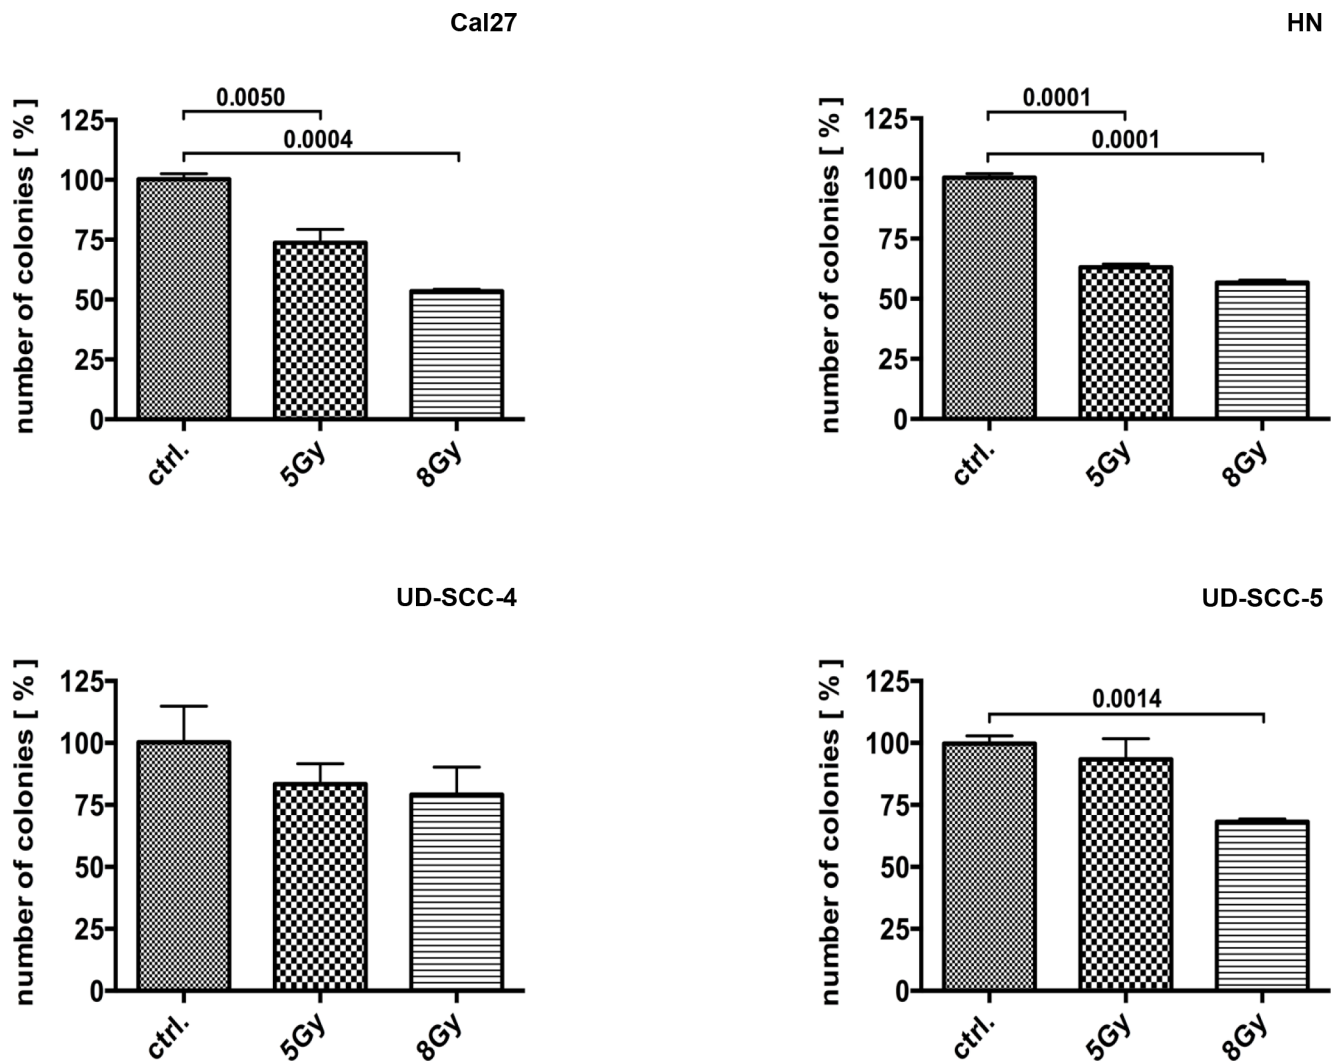 Cal27
number of colonies [ % ]
125
100
75
50
25
0
0.0050
0.0004
ctrl.
5Gy
8Gy
HN
number of colonies [ % ]
125
100
75
50
25
0
0.0001
0.0001
ctrl.
5Gy
8Gy
UD-SCC-4
number of colonies [ % ]
125
100
75
50
25
0
ctrl.
5Gy
8Gy
UD-SCC-5
number of colonies [ % ]
125
100
75
50
25
0
0.0014
ctrl.
5Gy
8Gy